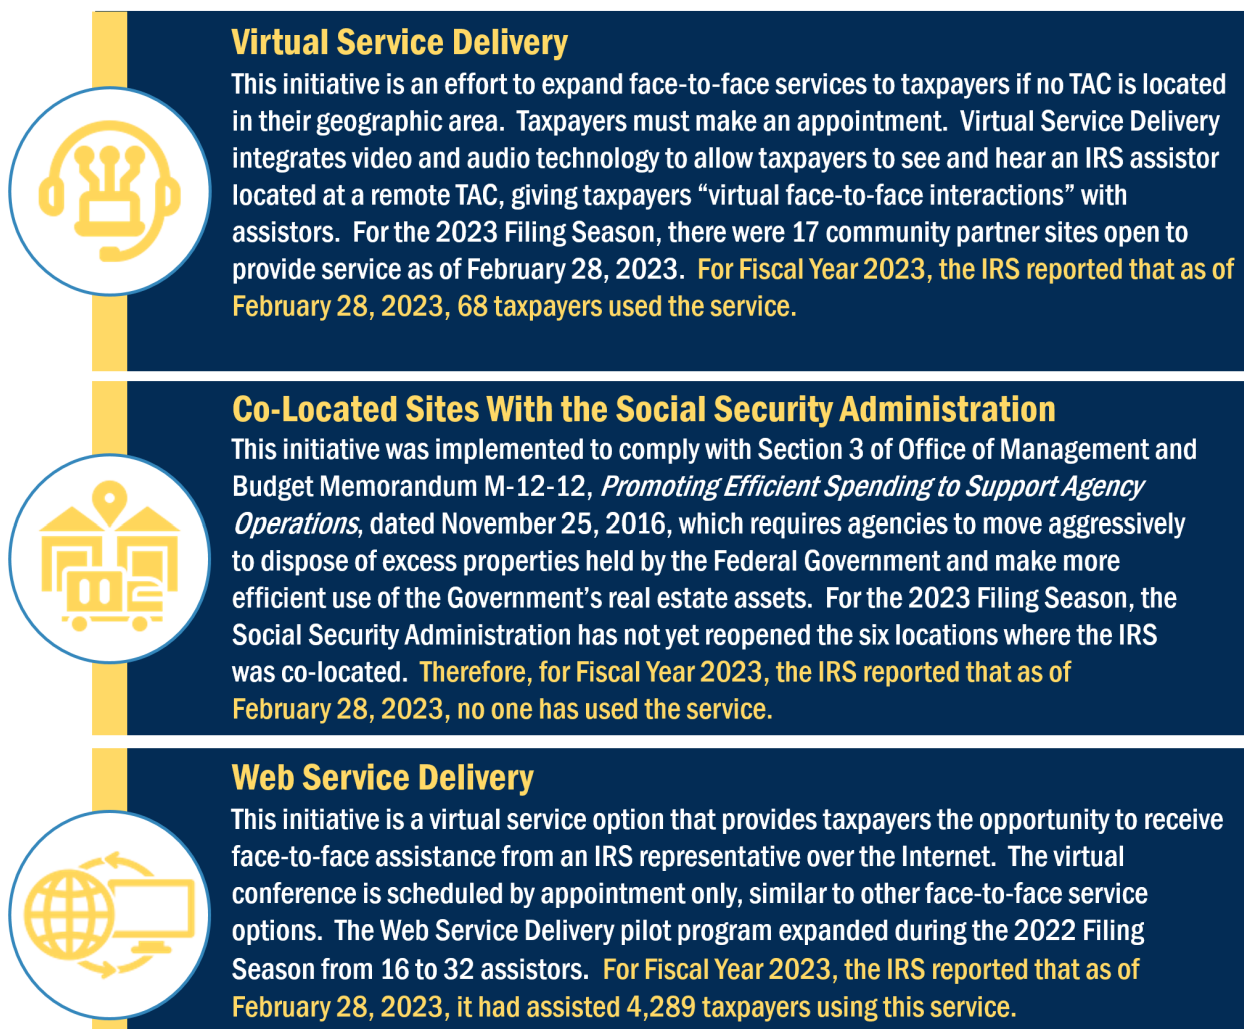 Virtual Service Delivery
This initiative is an effort to expand face-to-face services to taxpayers if no TAC is located
in their geographic area.  Taxpayers must make an appointment.  Virtual Service Delivery
integrates video and audio technology to allow taxpayers to see and hear an IRS assistor
located at a remote TAC, giving taxpayers “virtual face-to-face interactions” with
assistors.  For the 2023 Filing Season, there were 17 community partner sites open to
provide service as of February 28, 2023.  For Fiscal Year 2023, the IRS reported that as of
February 28, 2023, 68 taxpayers used the service.
Co-Located Sites With the Social Security Administration
This initiative was implemented to comply with Section 3 of Office of Management and
Budget Memorandum M-12-12, Promoting Efficient Spending to Support Agency
Operations, dated November 25, 2016, which requires agencies to move aggressively
to dispose of excess properties held by the Federal Government and make more
efficient use of the Government’s real estate assets.  For the 2023 Filing Season, the
Social Security Administration has not yet reopened the six locations where the IRS
was co-located.  Therefore, for Fiscal Year 2023, the IRS reported that as of
February 28, 2023, no one has used the service.
Web Service Delivery
This initiative is a virtual service option that provides taxpayers the opportunity to receive
face-to-face assistance from an IRS representative over the Internet.  The virtual
conference is scheduled by appointment only, similar to other face-to-face service
options.  The Web Service Delivery pilot program expanded during the 2022 Filing
Season from 16 to 32 assistors.  For Fiscal Year 2023, the IRS reported that as of
February 28, 2023, it had assisted 4,289 taxpayers using this service.